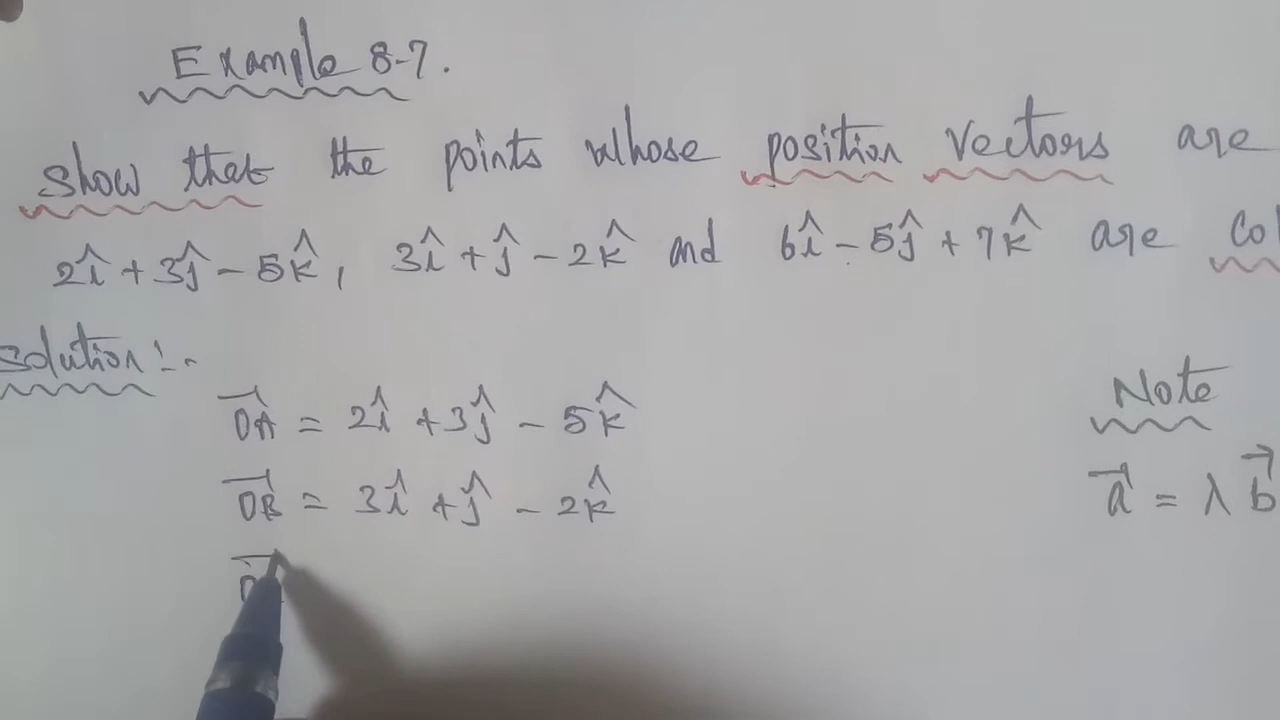 Example 8.7.
Show that the points whose position vectors are
2î + 3ĵ - 5k̂, 3î + ĵ - 2k̂ and 6î - 5ĵ + 7k̂ are
Solution:-
OA⃗ = 2î + 3ĵ - 5k̂
OB⃗ = 3î + ĵ - 2k̂
Note
a⃗ = λ b⃗